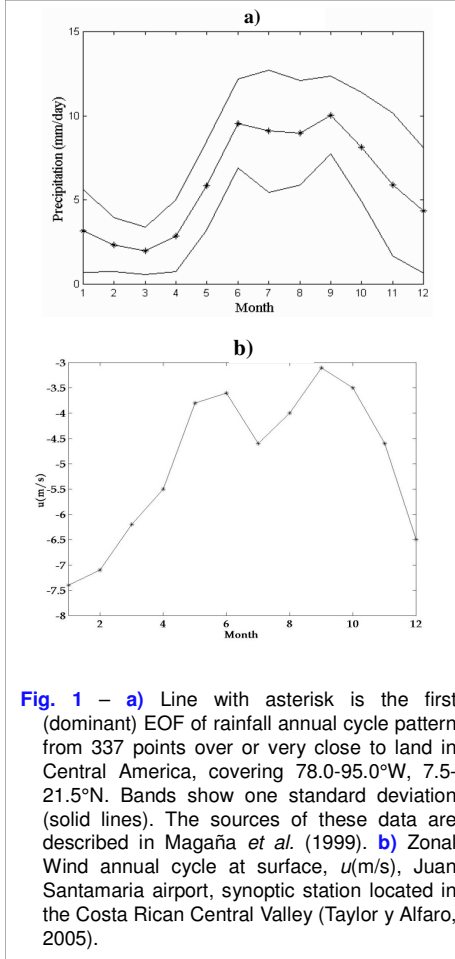 a)
15
10
5
0
Precipitation (mm/day)
1 2 3 4 5 6 7 8 9 10 11 12
Month
b)
-3
-3.5
-4
-4.5
-5
-5.5
-6
-6.5
-7
-7.5
-8
u(m/s)
2 4 6 8 10 12
Month
Fig. 1 – a) Line with asterisk is the first
(dominant) EOF of rainfall annual cycle pattern
from 337 points over or very close to land in
Central America, covering 78.0-95.0°W, 7.5-
21.5°N. Bands show one standard deviation
(solid lines). The sources of these data are
described in Magaña et al. (1999). b) Zonal
Wind annual cycle at surface, u(m/s), Juan
Santamaria airport, synoptic station located in
the Costa Rican Central Valley (Taylor y Alfaro,
2005).